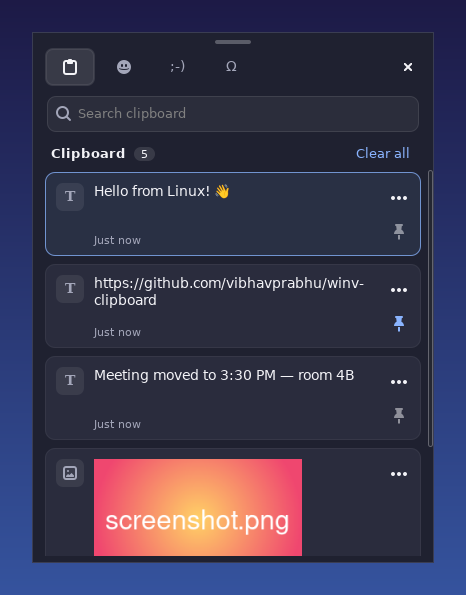 ;-) Ω
Search clipboard
Clipboard 5 Clear all
T Hello from Linux! 👋
Just now
T https://github.com/vibhavprabhu/winv-
clipboard
Just now
T Meeting moved to 3:30 PM — room 4B
Just now
screenshot.png